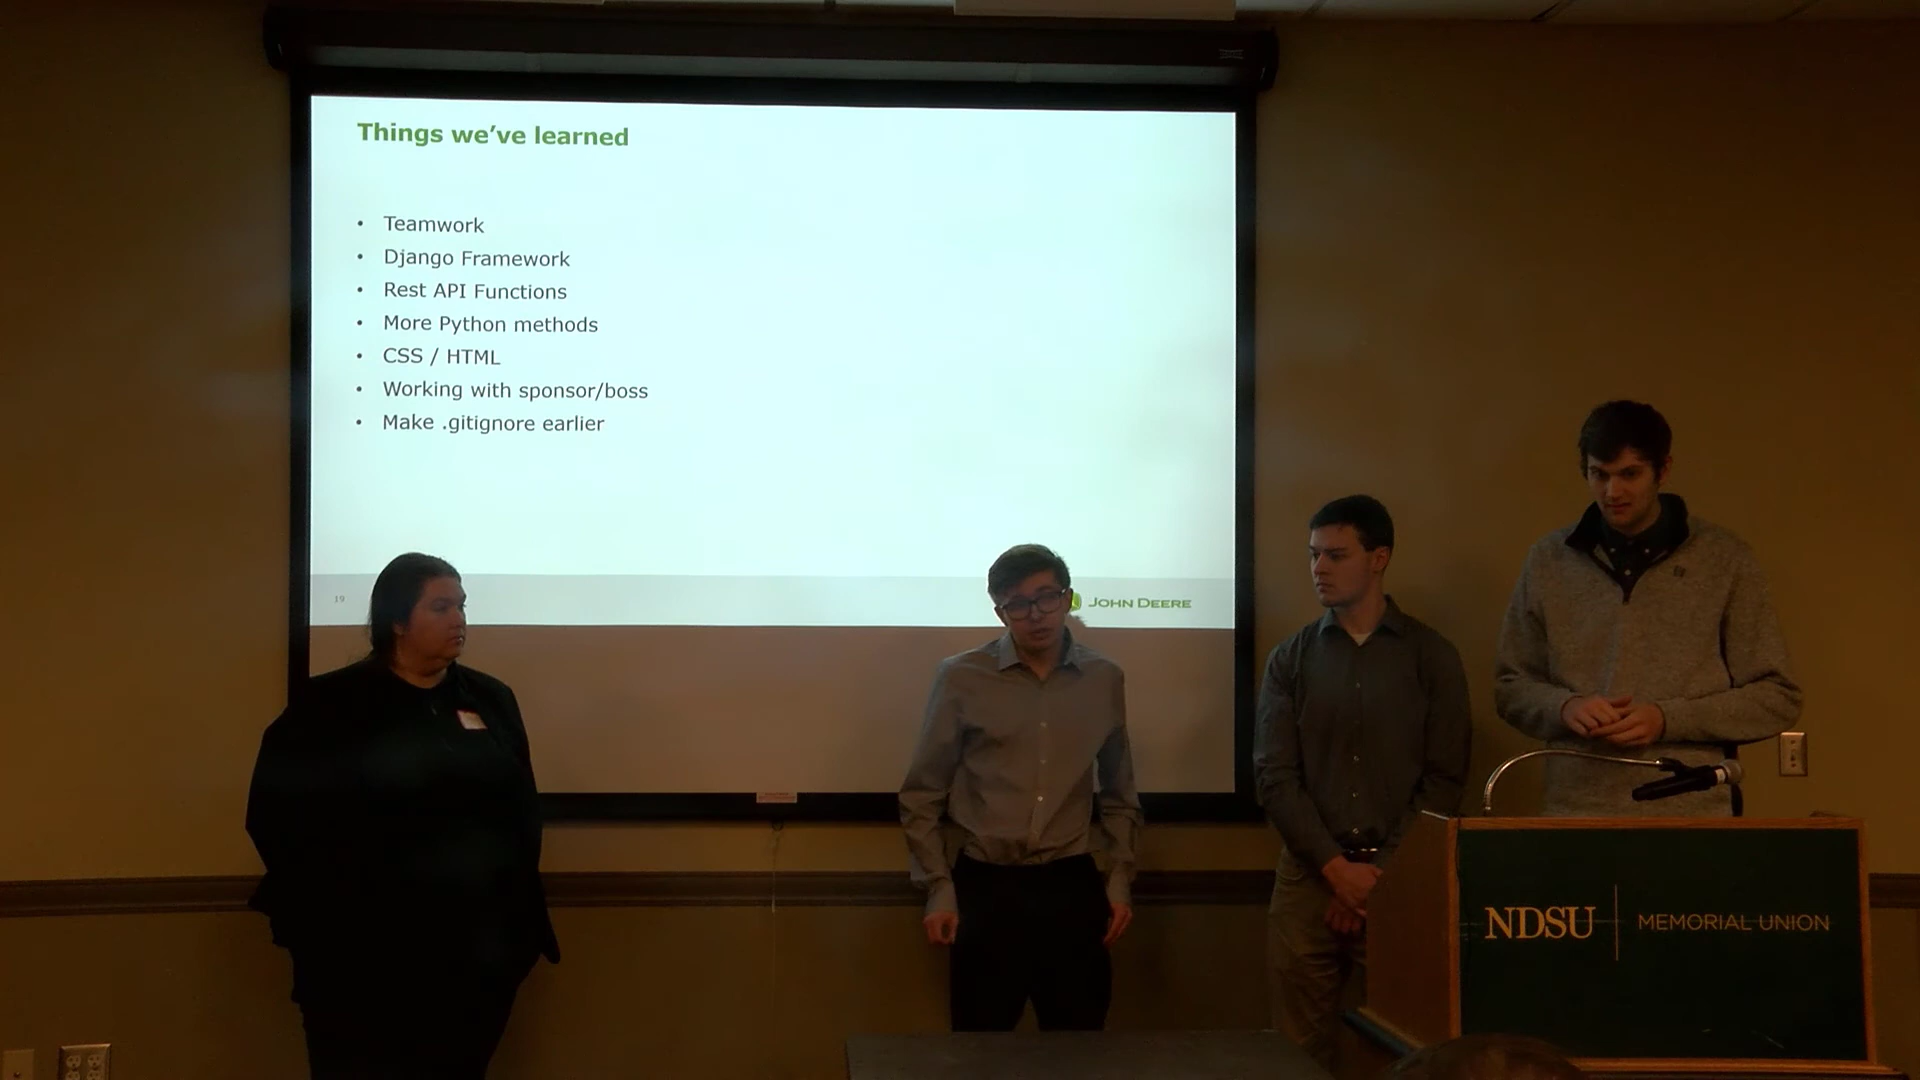 Things we've learned
• Teamwork
• Django Framework
• Rest API Functions
• More Python methods
• CSS / HTML
• Working with sponsor/boss
• Make .gitignore earlier
19
JOHN DEERE
NDSU | MEMORIAL UNION